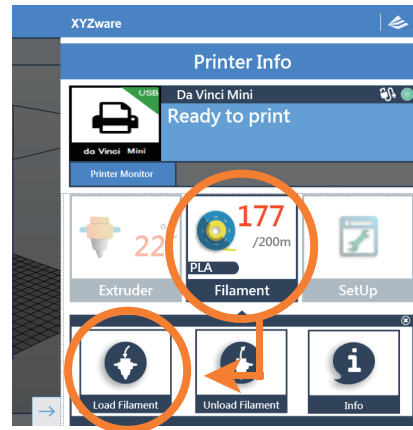 XYZware
Printer Info
USB
da Vinci Mini
Da Vinci Mini
Ready to print
Printer Monitor
22°
Extruder
177
/200m
PLA
Filament
SetUp
Load Filament
Unload Filament
Info